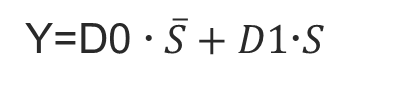 Y=D0 · S̅ + D1·S